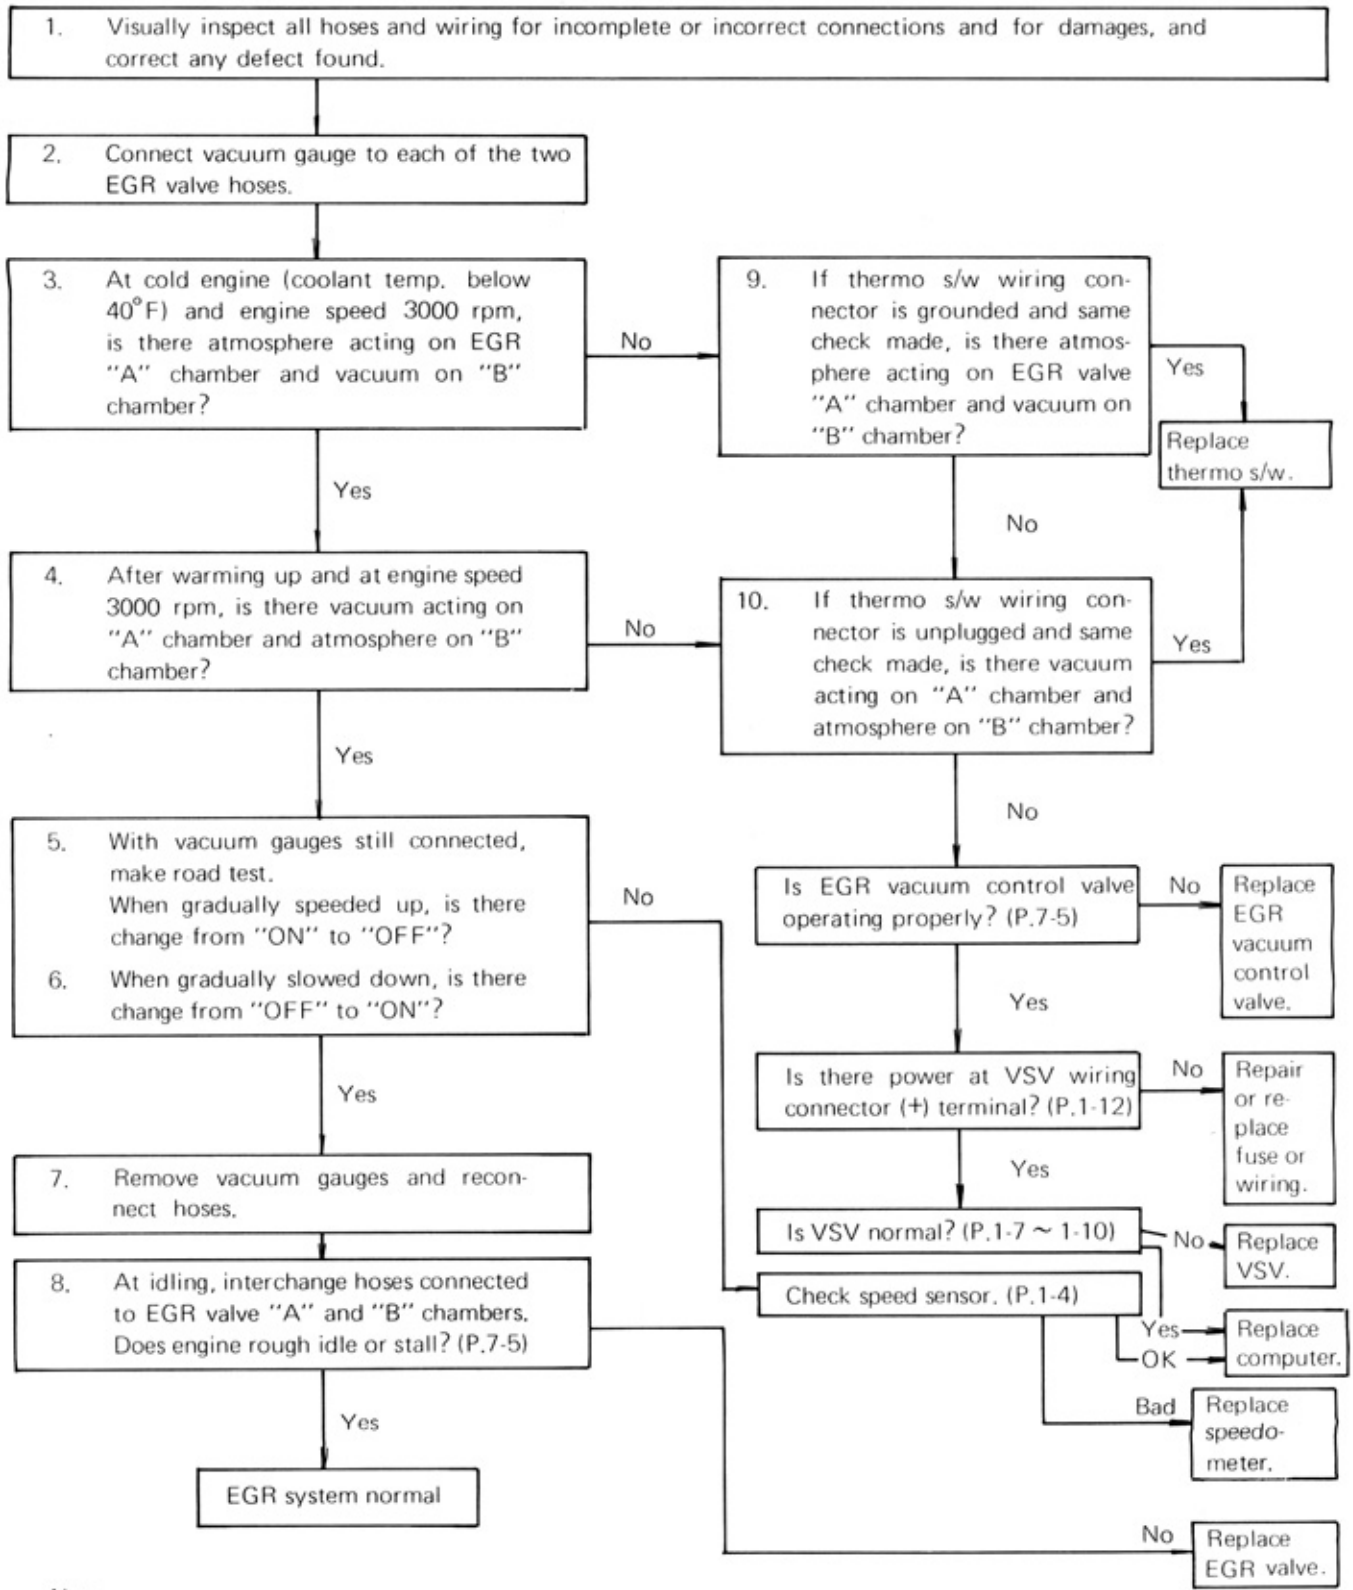 1. Visually inspect all hoses and wiring for incomplete or incorrect connections and for damages, and
correct any defect found.
2. Connect vacuum gauge to each of the two
EGR valve hoses.
3. At cold engine (coolant temp. below
40°F) and engine speed 3000 rpm,
is there atmosphere acting on EGR
"A" chamber and vacuum on "B"
chamber?
No
9. If thermo s/w wiring con-
nector is grounded and same
check made, is there atmos-
phere acting on EGR valve
"A" chamber and vacuum on
"B" chamber?
Yes
Replace
thermo s/w.
Yes
No
4. After warming up and at engine speed
3000 rpm, is there vacuum acting on
"A" chamber and atmosphere on "B"
chamber?
No
10. If thermo s/w wiring con-
nector is unplugged and same
check made, is there vacuum
acting on "A" chamber and
atmosphere on "B" chamber?
Yes
Yes
No
5. With vacuum gauges still connected,
make road test.
When gradually speeded up, is there
change from "ON" to "OFF"?
6. When gradually slowed down, is there
change from "OFF" to "ON"?
No
Is EGR vacuum control valve
operating properly? (P.7-5)
No
Replace
EGR
vacuum
control
valve.
Yes
Is there power at VSV wiring
connector (+) terminal? (P.1-12)
No
Repair
or re-
place
fuse or
wiring.
Yes
Yes
7. Remove vacuum gauges and recon-
nect hoses.
Is VSV normal? (P.1-7 ~ 1-10)
No
Replace
VSV.
8. At idling, interchange hoses connected
to EGR valve "A" and "B" chambers.
Does engine rough idle or stall? (P.7-5)
Check speed sensor. (P.1-4)
Yes
OK
Replace
computer.
Bad
Replace
speedo-
meter.
Yes
EGR system normal
No
Replace
EGR valve.